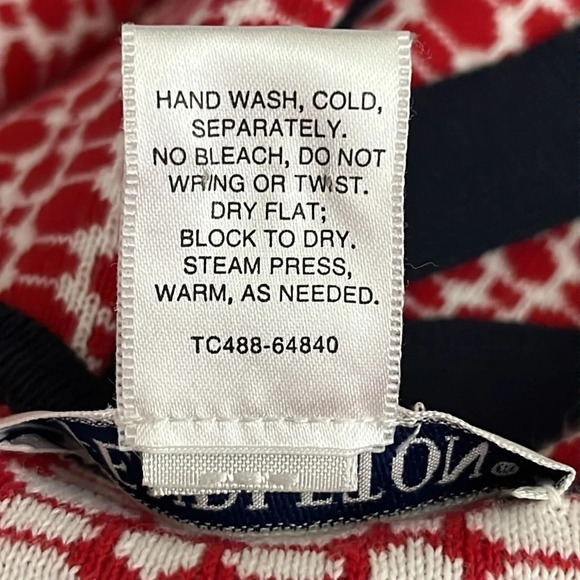 HAND WASH, COLD,
SEPARATELY.
NO BLEACH, DO NOT
WRING OR TWIST.
DRY FLAT;
BLOCK TO DRY.
STEAM PRESS,
WARM, AS NEEDED.
TC488-64840